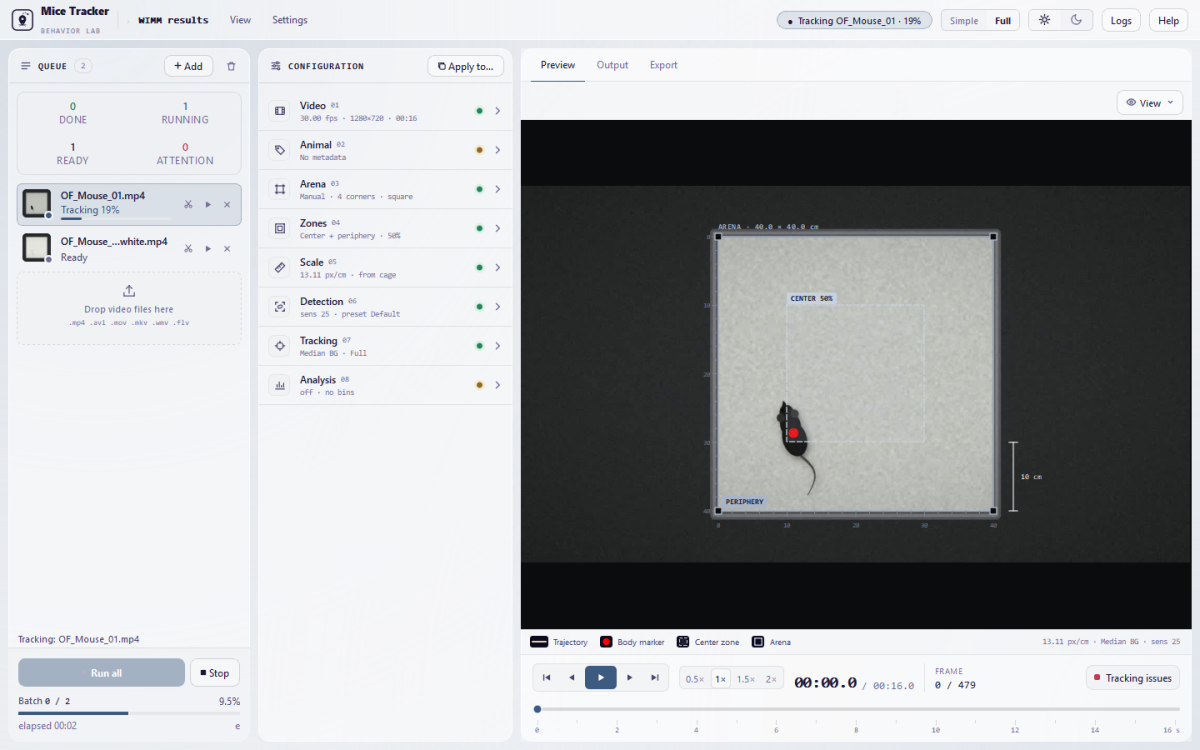 Mice Tracker
BEHAVIOR LAB
WIMM results
View
Settings
Tracking OF_Mouse_01 · 19%
Simple
Full
Logs
Help
QUEUE 2
+ Add
0
DONE
1
RUNNING
1
READY
0
ATTENTION
OF_Mouse_01.mp4
Tracking 19%
OF_Mouse_...white.mp4
Ready
Drop video files here
.mp4 .avi .mov .mkv .wmv .flv
Tracking: OF_Mouse_01.mp4
Run all
Stop
Batch 0 / 2
9.5%
elapsed 00:02
e
CONFIGURATION
Apply to...
Video 01
30.00 fps · 1280×720 · 00:16
Animal 02
No metadata
Arena 03
Manual · 4 corners · square
Zones 04
Center + periphery · 50%
Scale 05
13.11 px/cm · from cage
Detection 06
sens 25 · preset Default
Tracking 07
Median BG · Full
Analysis 08
off · no bins
Preview
Output
Export
View
ARENA · 40.0 × 40.0 cm
CENTER 50%
PERIPHERY
0
10
20
30
40
0 10 20 30 40
10 cm
Trajectory
Body marker
Center zone
Arena
13.11 px/cm · Median BG · sens 25
0.5× 1× 1.5× 2×
00:00.0 / 00:16.0
FRAME
0 / 479
Tracking issues
0 2 4 6 8 10 12 14 16 s